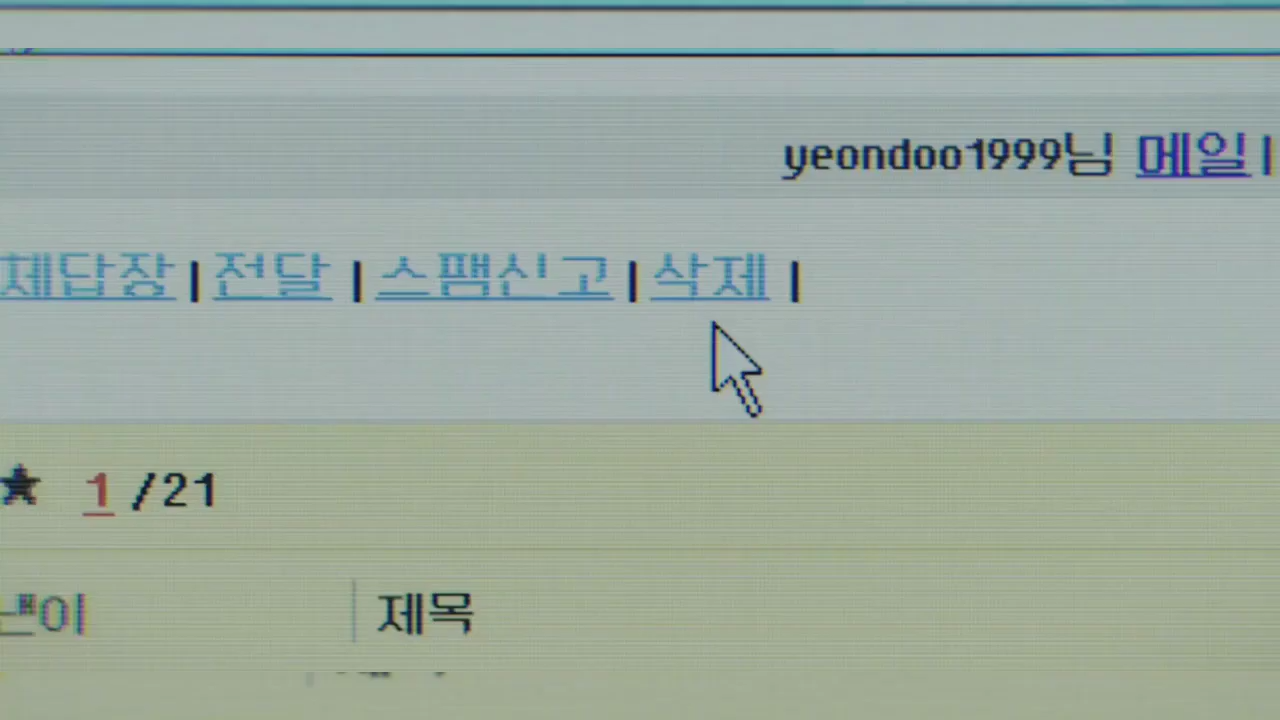 yeondoo1999님 메일 |
체답장 | 전달 | 스팸신고 | 삭제 |
★ 1 /21
제목